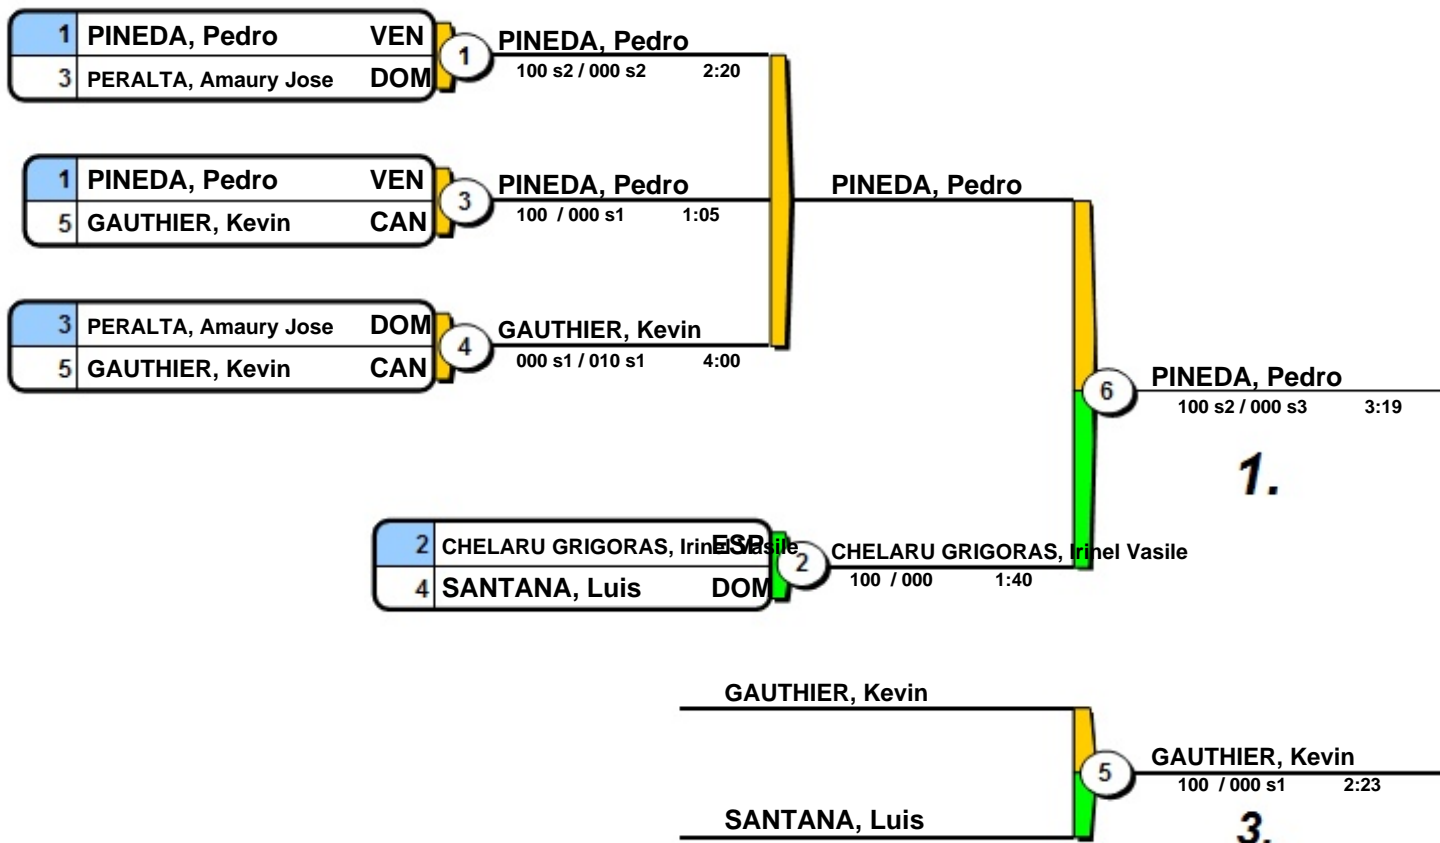 1 PINEDA, Pedro VEN
3 PERALTA, Amaury Jose DOM
1
PINEDA, Pedro
100 s2 / 000 s2 2:20
1 PINEDA, Pedro VEN
5 GAUTHIER, Kevin CAN
3
PINEDA, Pedro
100 / 000 s1 1:05
PINEDA, Pedro
3 PERALTA, Amaury Jose DOM
5 GAUTHIER, Kevin CAN
4
GAUTHIER, Kevin
000 s1 / 010 s1 4:00
6
PINEDA, Pedro
100 s2 / 000 s3 3:19
1.
2 CHELARU GRIGORAS, Irinel Vasile ESP
4 SANTANA, Luis DOM
2
CHELARU GRIGORAS, Irinel Vasile
100 / 000 1:40
GAUTHIER, Kevin
SANTANA, Luis
5
GAUTHIER, Kevin
100 / 000 s1 2:23
3.